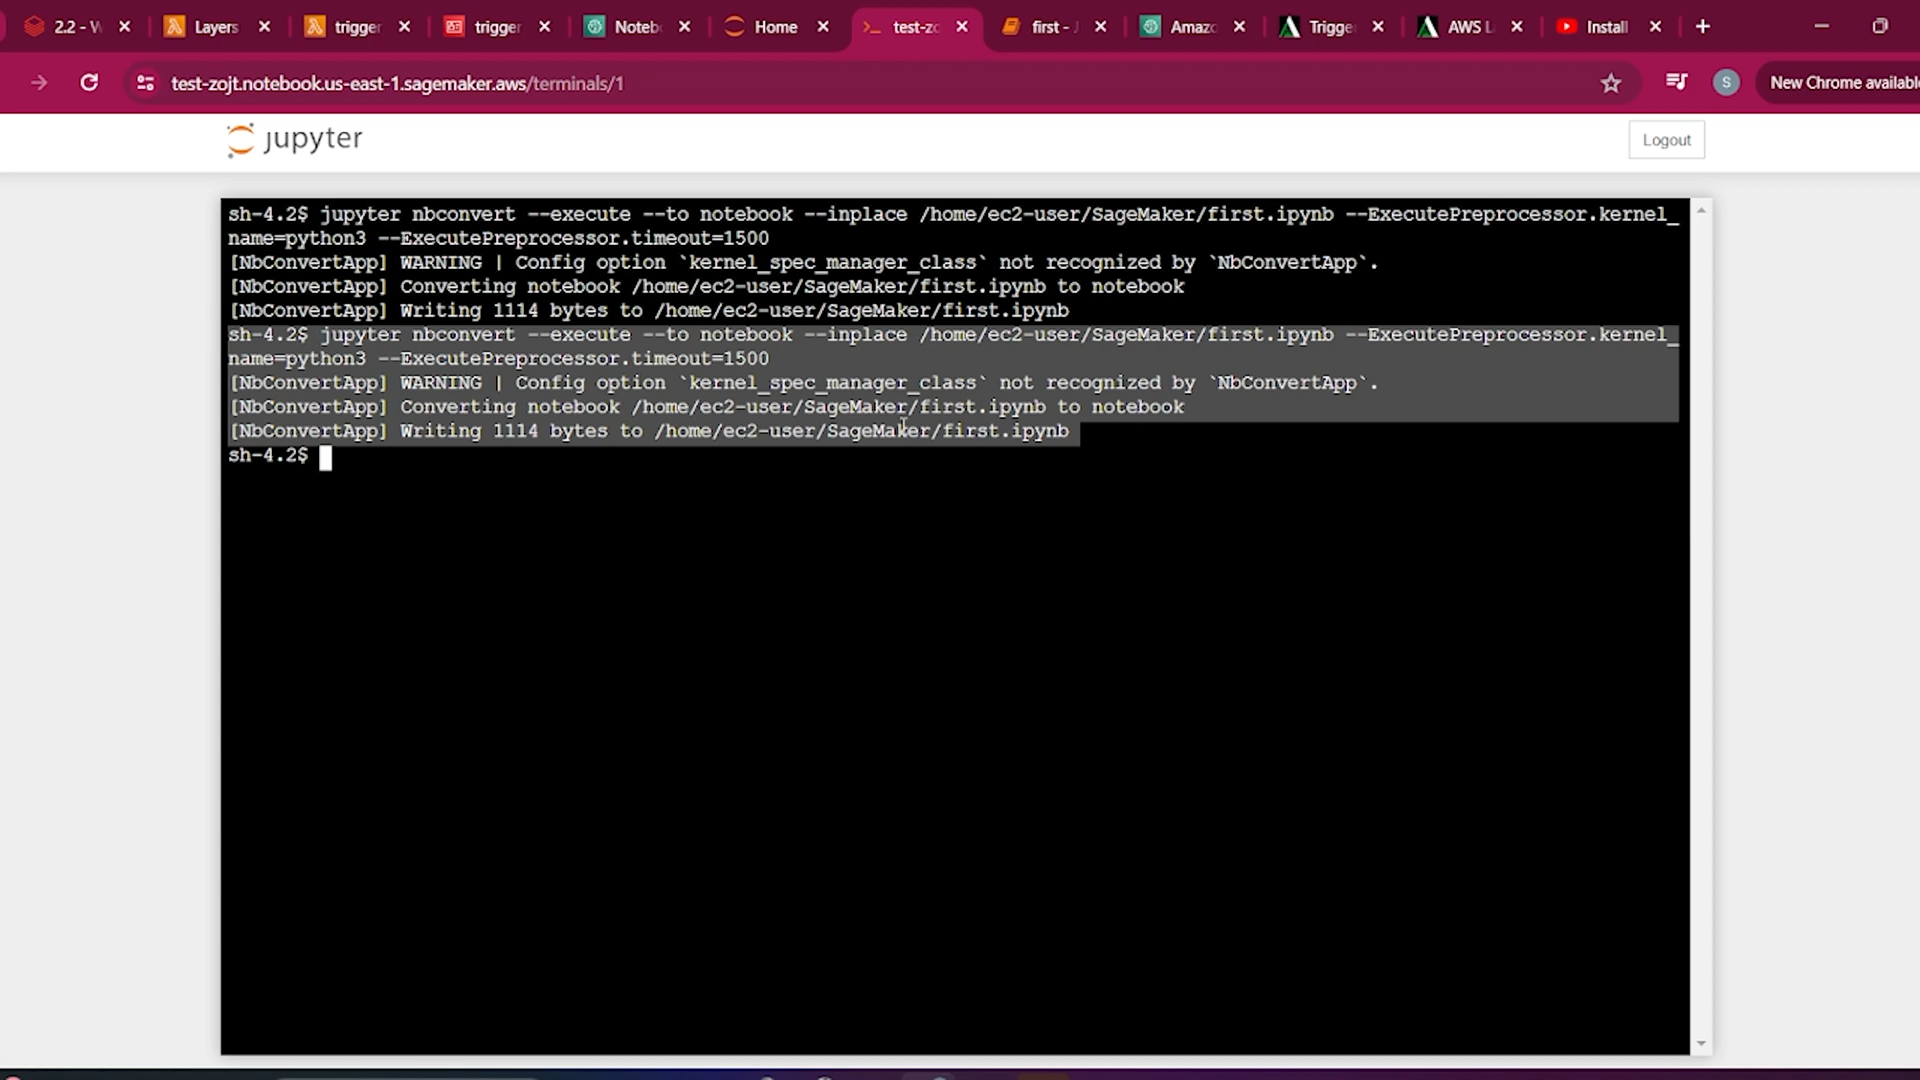 2.2 - W
Layers
trigger
trigger
Noteb
Home
test-zo
first - J
Amazo
Trigge
AWS L
Install
test-zojt.notebook.us-east-1.sagemaker.aws/terminals/1
S
New Chrome available
jupyter
Logout
sh-4.2$ jupyter nbconvert --execute --to notebook --inplace /home/ec2-user/SageMaker/first.ipynb --ExecutePreprocessor.kernel_
name=python3 --ExecutePreprocessor.timeout=1500
[NbConvertApp] WARNING | Config option `kernel_spec_manager_class` not recognized by `NbConvertApp`.
[NbConvertApp] Converting notebook /home/ec2-user/SageMaker/first.ipynb to notebook
[NbConvertApp] Writing 1114 bytes to /home/ec2-user/SageMaker/first.ipynb
sh-4.2$ jupyter nbconvert --execute --to notebook --inplace /home/ec2-user/SageMaker/first.ipynb --ExecutePreprocessor.kernel_
name=python3 --ExecutePreprocessor.timeout=1500
[NbConvertApp] WARNING | Config option `kernel_spec_manager_class` not recognized by `NbConvertApp`.
[NbConvertApp] Converting notebook /home/ec2-user/SageMaker/first.ipynb to notebook
[NbConvertApp] Writing 1114 bytes to /home/ec2-user/SageMaker/first.ipynb
sh-4.2$